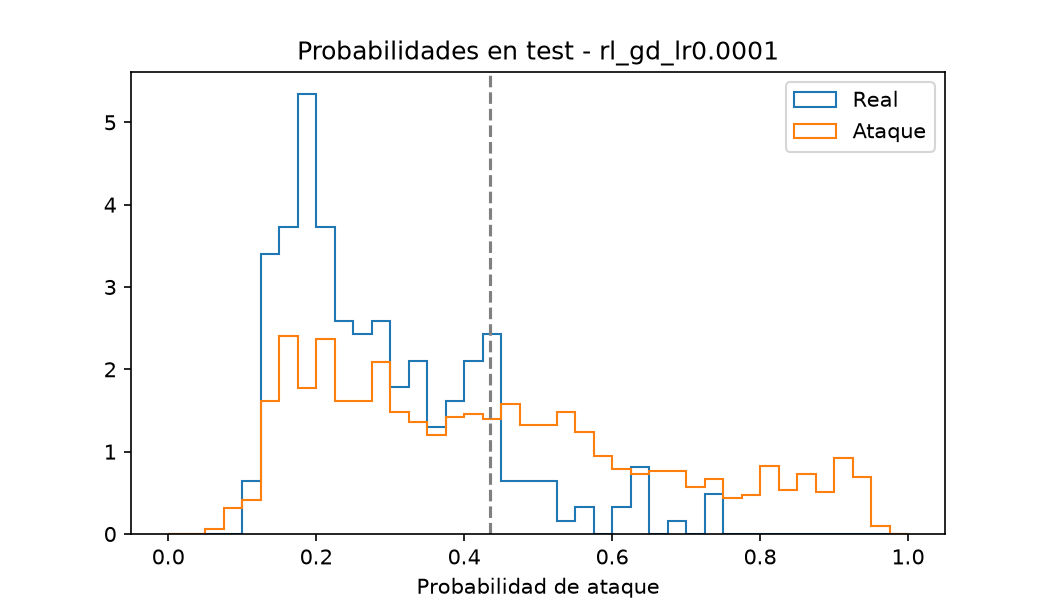 Probabilidades en test - rl_gd_lr0.0001
Real
Ataque
5
4
3
2
1
0
0.0 0.2 0.4 0.6 0.8 1.0
Probabilidad de ataque